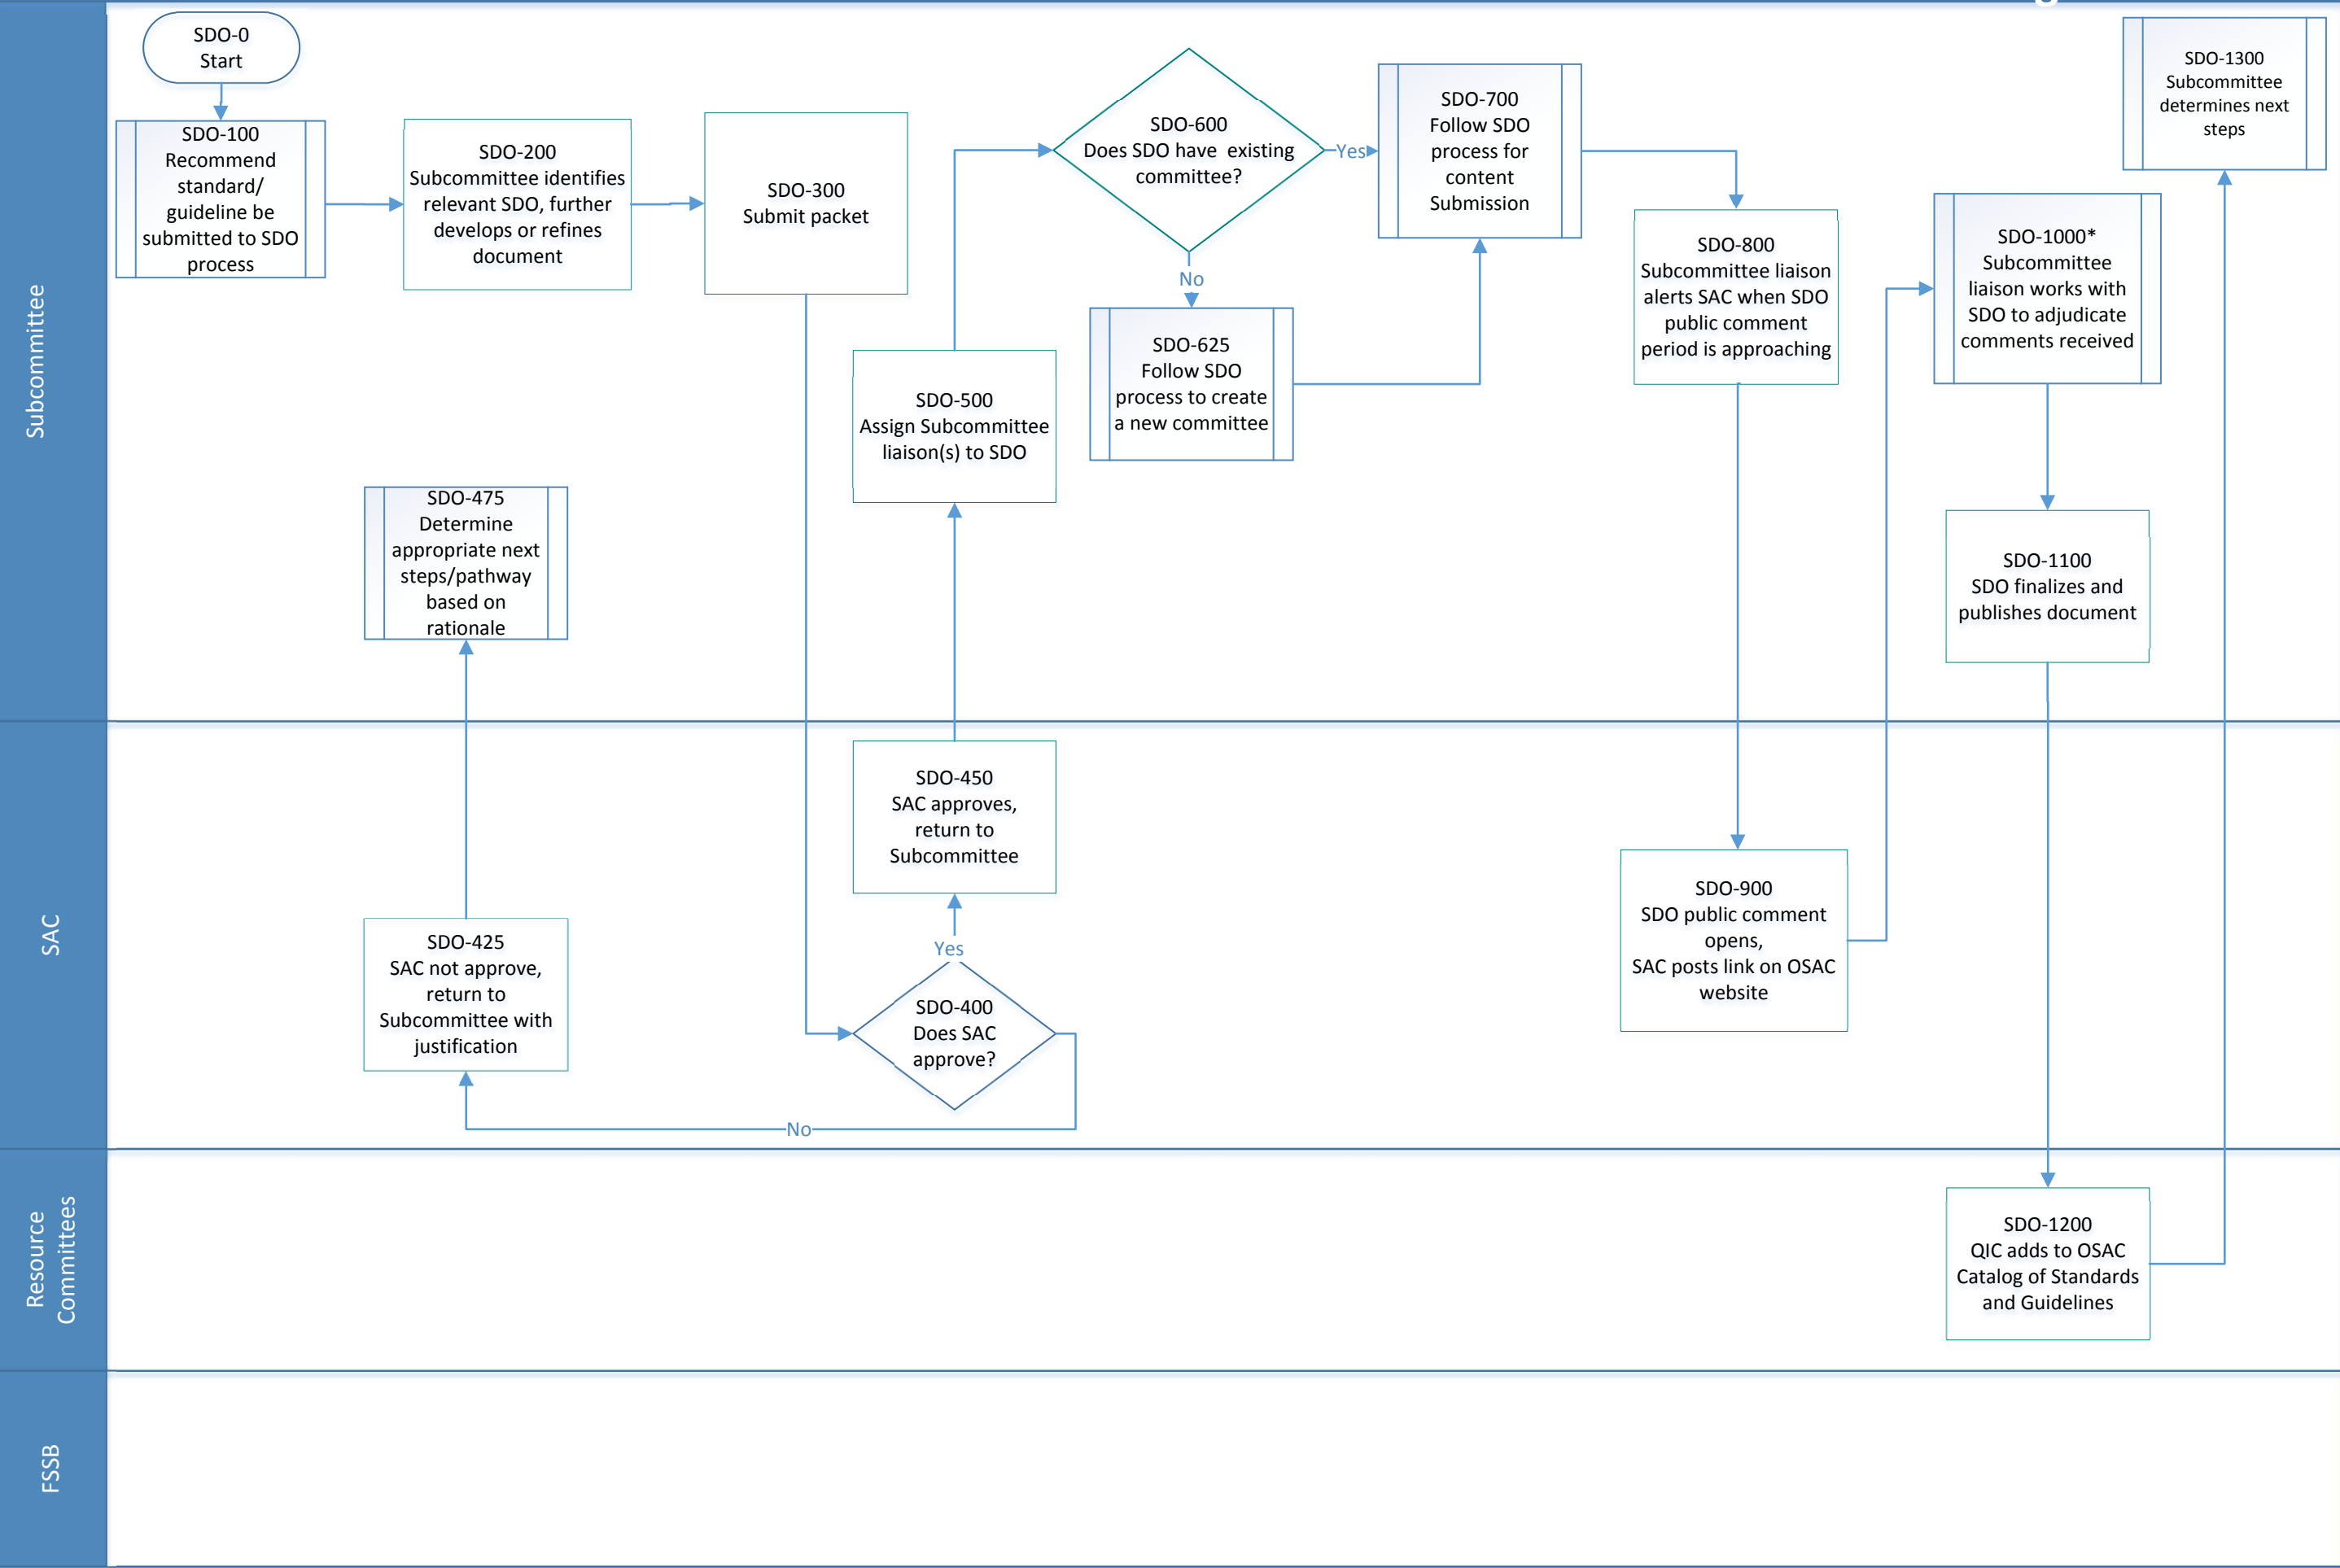 SDO-0
Start
SDO-100
Recommend
standard/
guideline be
submitted to SDO
process
SDO-200
Subcommittee identifies
relevant SDO, further
develops or refines
document
SDO-300
Submit packet
SDO-600
Does SDO have existing
committee?
Yes
No
SDO-625
Follow SDO
process to create
a new committee
SDO-700
Follow SDO
process for
content
Submission
SDO-800
Subcommittee liaison
alerts SAC when SDO
public comment
period is approaching
SDO-1000*
Subcommittee
liaison works with
SDO to adjudicate
comments received
SDO-1300
Subcommittee
determines next
steps
Subcommittee
SDO-500
Assign Subcommittee
liaison(s) to SDO
SDO-475
Determine
appropriate next
steps/pathway
based on
rationale
SDO-1100
SDO finalizes and
publishes document
SAC
SDO-450
SAC approves,
return to
Subcommittee
Yes
SDO-425
SAC not approve,
return to
Subcommittee with
justification
SDO-400
Does SAC
approve?
No
SDO-900
SDO public comment
opens,
SAC posts link on OSAC
website
Resource
Committees
SDO-1200
QIC adds to OSAC
Catalog of Standards
and Guidelines
FSSB